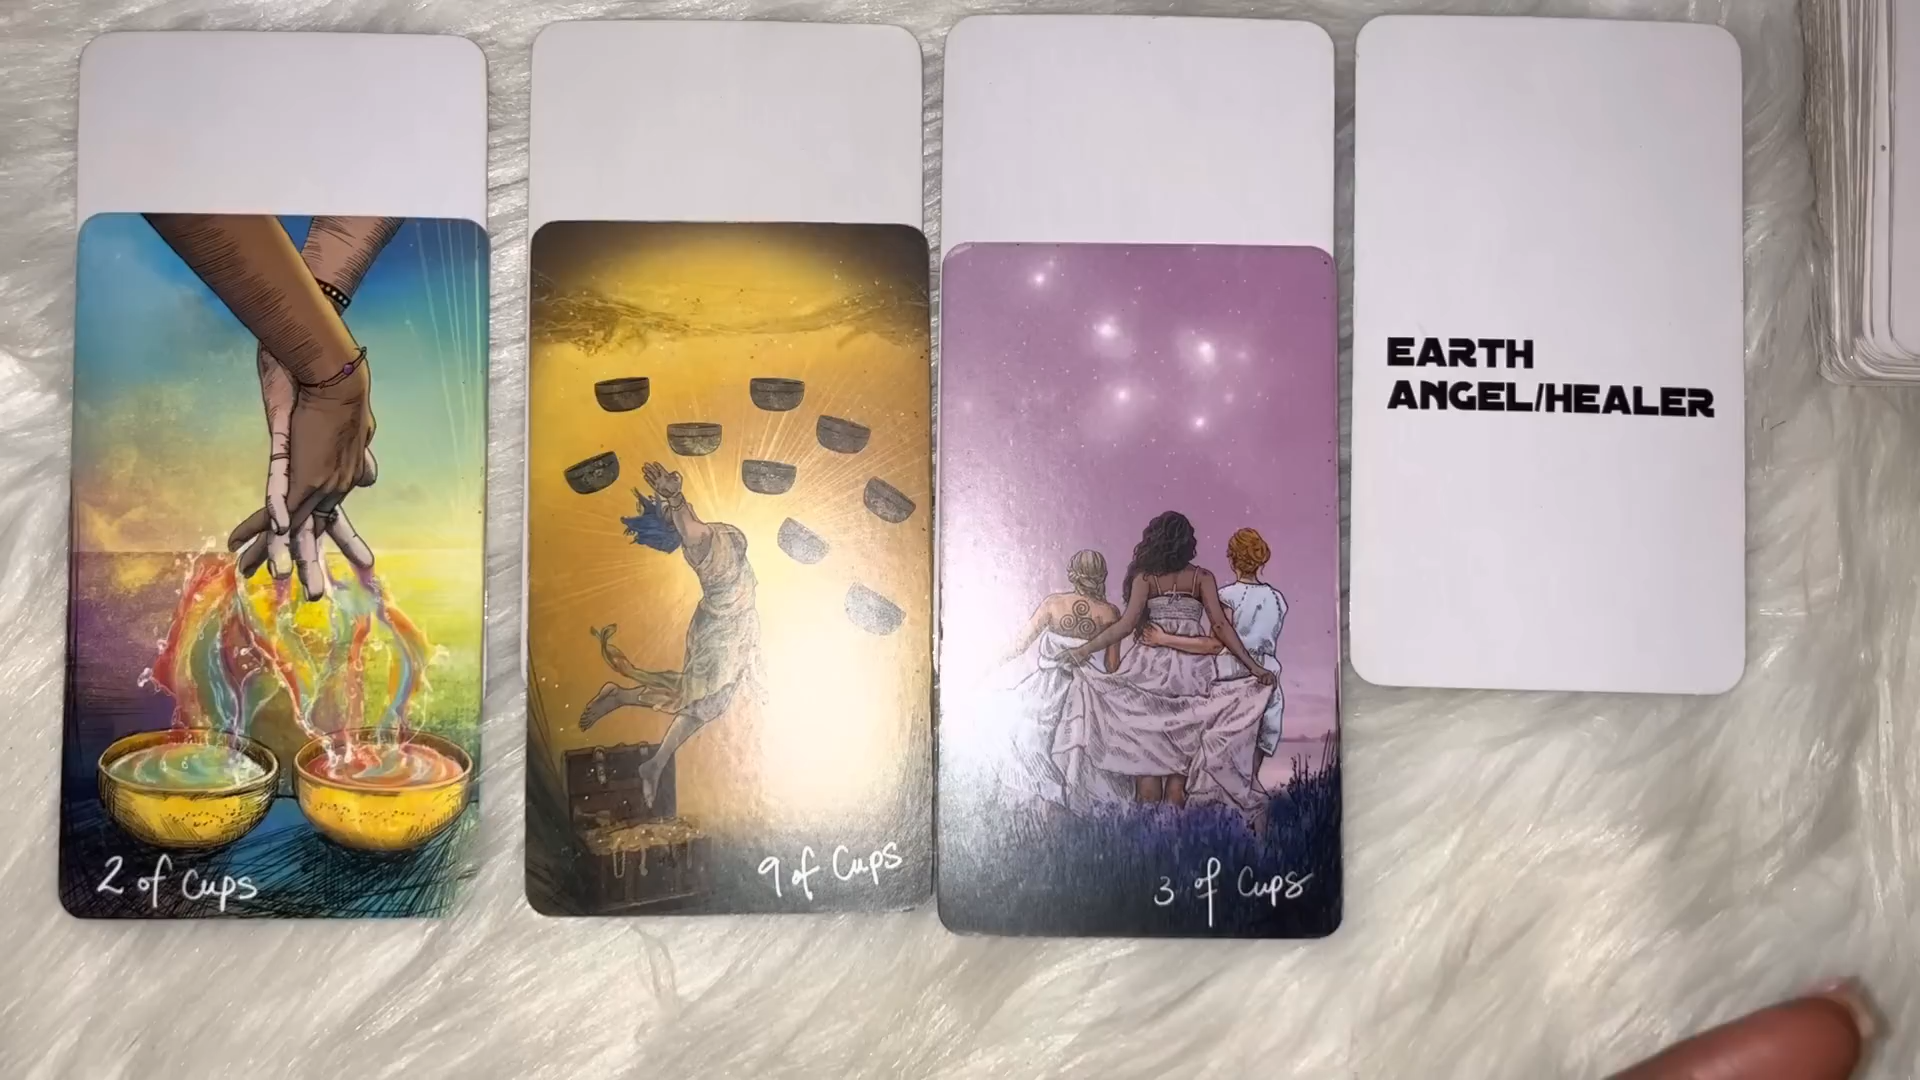 EARTH
ANGEL/HEALER
2 of Cups
9 of Cups
3 of Cups